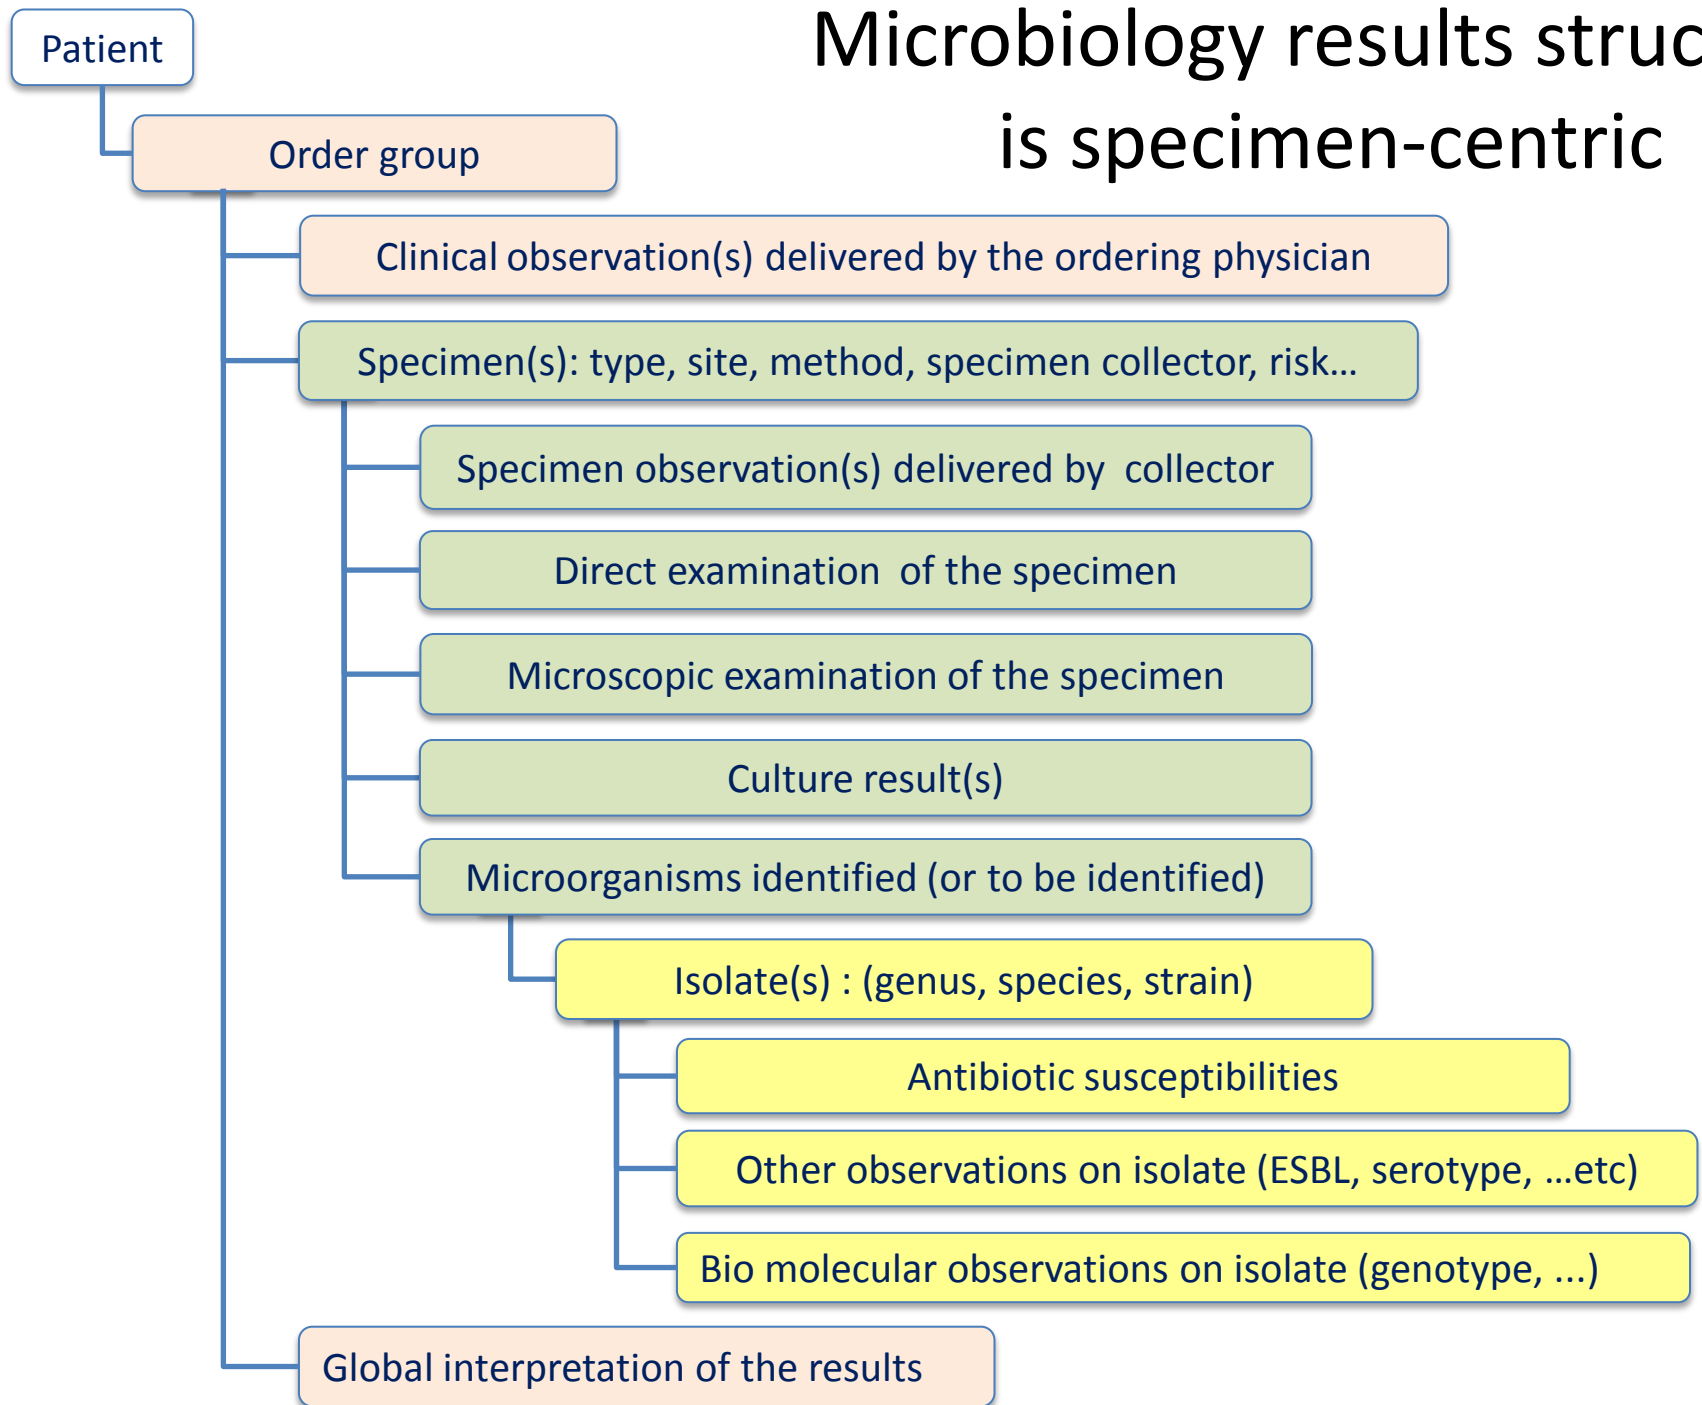 Microbiology results struc
is specimen-centric
Patient
Order group
Clinical observation(s) delivered by the ordering physician
Specimen(s): type, site, method, specimen collector, risk…
Specimen observation(s) delivered by  collector
Direct examination  of the specimen
Microscopic examination of the specimen
Culture result(s)
Microorganisms identified (or to be identified)
Isolate(s) : (genus, species, strain)
Antibiotic susceptibilities
Other observations on isolate (ESBL, serotype, …etc)
Bio molecular observations on isolate (genotype, ...)
Global interpretation of the results